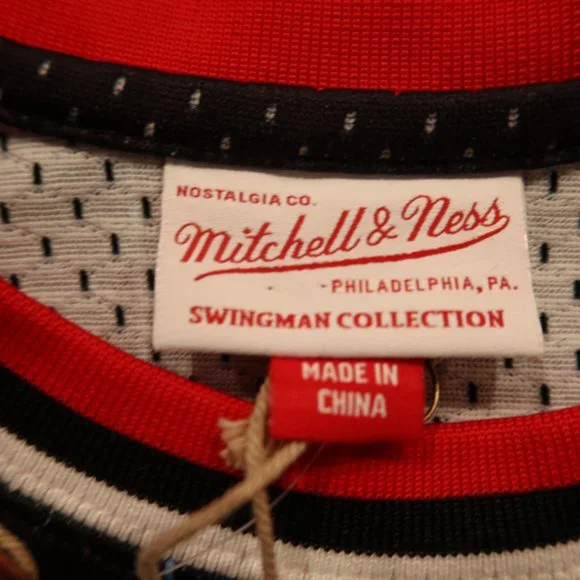 NOSTALGIA CO.
Mitchell & Ness
PHILADELPHIA, PA.
SWINGMAN COLLECTION
MADE IN
CHINA